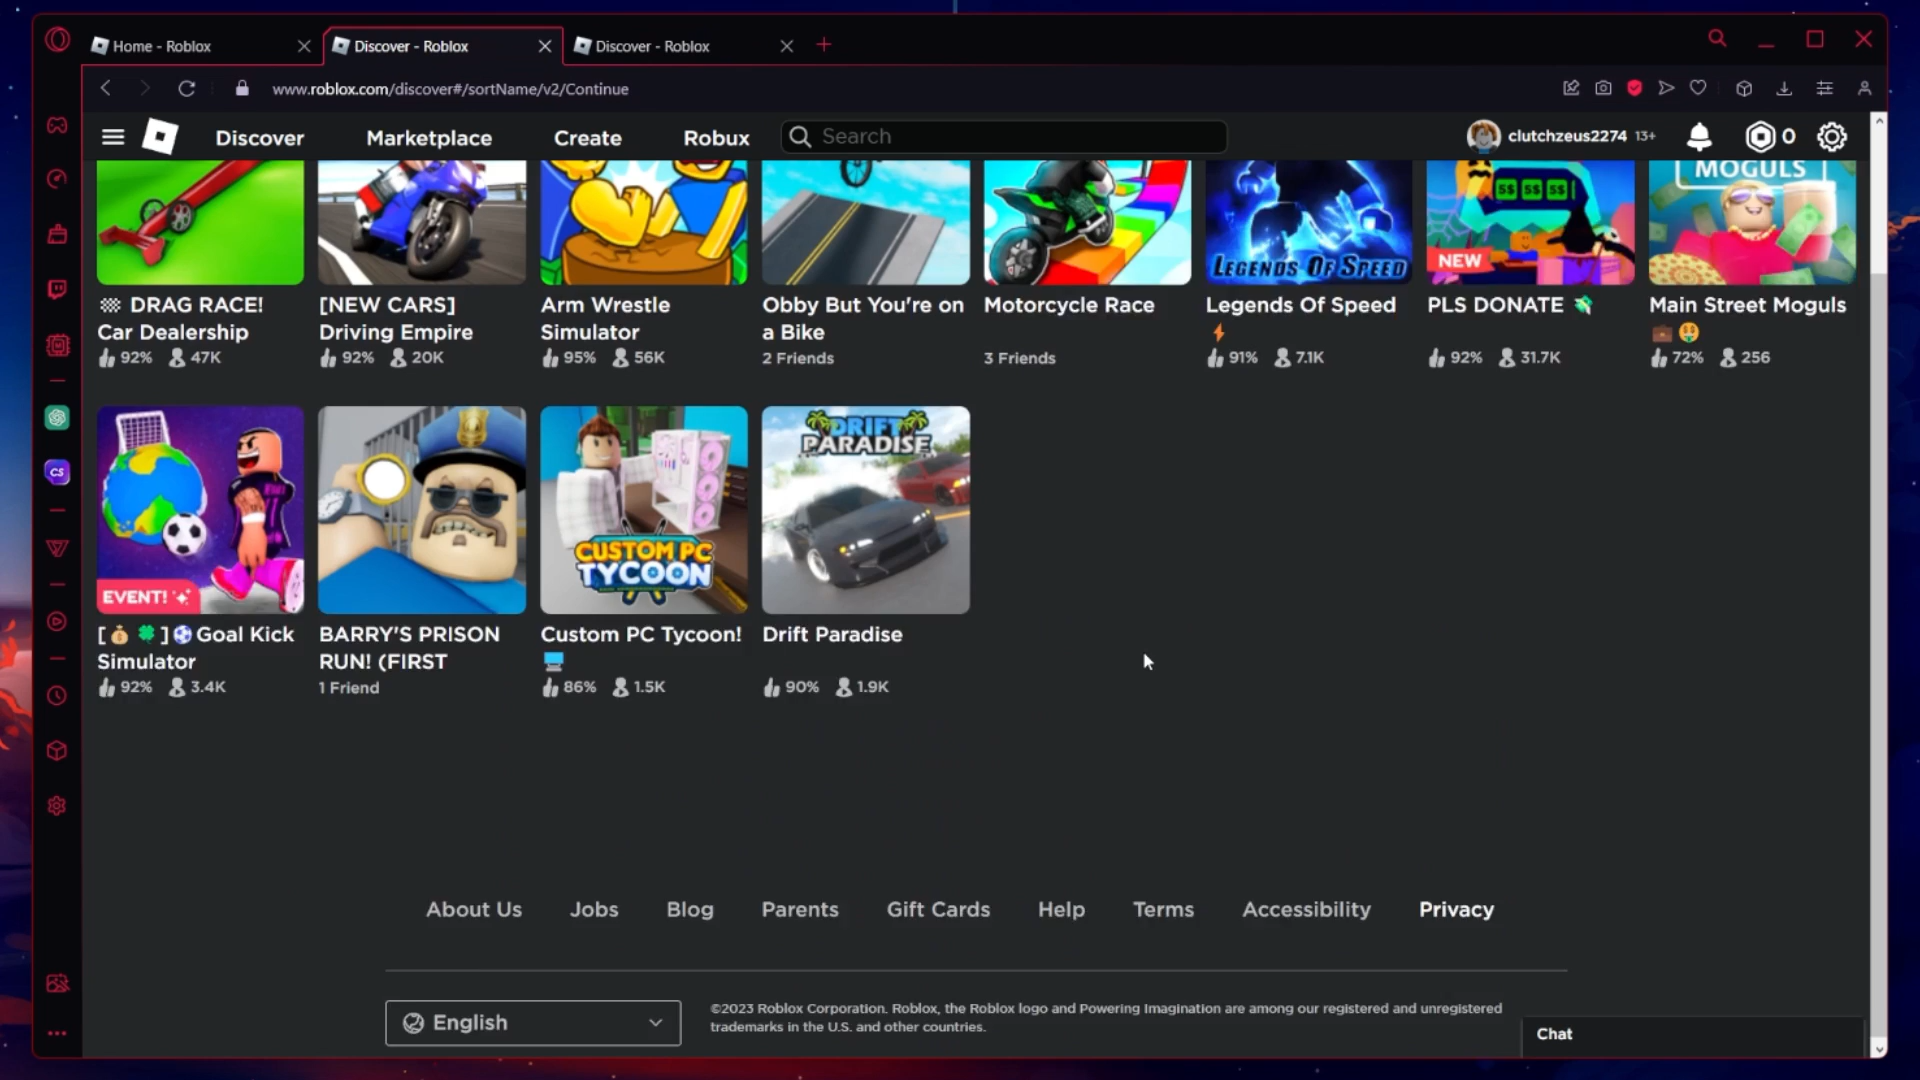 Home - Roblox
Discover - Roblox
Discover - Roblox
www.roblox.com/discover#/sortName/v2/Continue
Discover
Marketplace
Create
Robux
Search
clutchzeus2274 13+
0
LEGENDS OF SPEED
5$ 5$ 5$
NEW
MOGULS
DRAG RACE!
Car Dealership
92% 47K
[NEW CARS]
Driving Empire
92% 20K
Arm Wrestle
Simulator
95% 56K
Obby But You're on
a Bike
2 Friends
Motorcycle Race
3 Friends
Legends Of Speed
91% 7.1K
PLS DONATE
92% 31.7K
Main Street Moguls
72% 256
CS
EVENT!
CUSTOM PC
TYCOON
DRIFT
PARADISE
[💰🍀]⚽Goal Kick
Simulator
92% 3.4K
BARRY'S PRISON
RUN! (FIRST
1 Friend
Custom PC Tycoon!
86% 1.5K
Drift Paradise
90% 1.9K
About Us
Jobs
Blog
Parents
Gift Cards
Help
Terms
Accessibility
Privacy
English
©2023 Roblox Corporation. Roblox, the Roblox logo and Powering Imagination are among our registered and unregistered
trademarks in the U.S. and other countries.
Chat